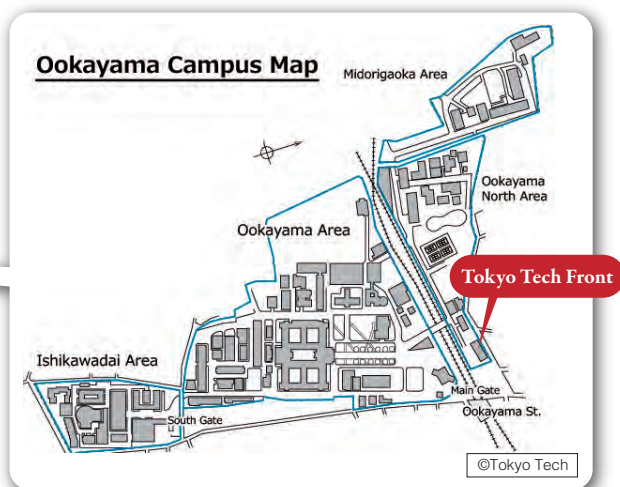 Ookayama Campus Map
Midorigaoka Area
Ookayama
North Area
Ookayama Area
Tokyo Tech Front
Ishikawadai Area
Main Gate
Ookayama St.
South Gate
©Tokyo Tech